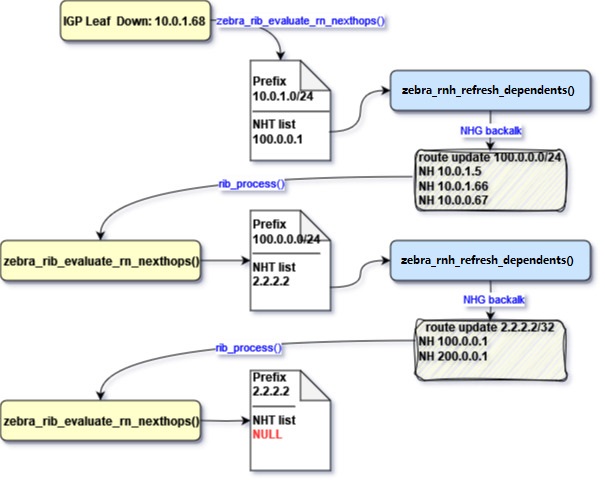 IGP Leaf Down: 10.0.1.68
zebra_rib_evaluate_rn_nexthops()
Prefix
10.0.1.0/24
NHT list
100.0.0.1
zebra_rnh_refresh_dependents()
NHG backalk
route update 100.0.0.0/24
NH 10.0.1.5
NH 10.0.1.66
NH 10.0.0.67
rib_process()
zebra_rib_evaluate_rn_nexthops()
Prefix
100.0.0.0/24
NHT list
2.2.2.2
zebra_rnh_refresh_dependents()
NHG backalk
route update 2.2.2.2/32
NH 100.0.0.1
NH 200.0.0.1
rib_process()
zebra_rib_evaluate_rn_nexthops()
Prefix
2.2.2.2
NHT list
NULL